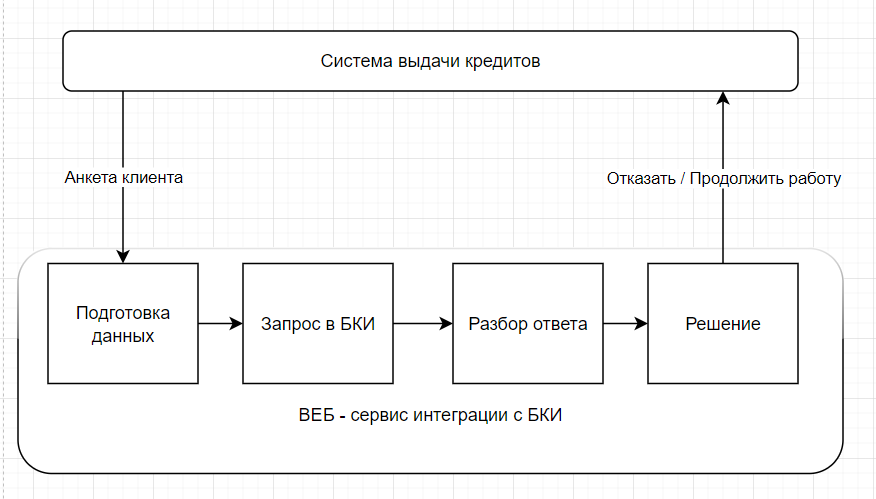 Система выдачи кредитов
Анкета клиента
Отказать / Продолжить работу
Подготовка
данных
Запрос в БКИ
Разбор ответа
Решение
ВЕБ - сервис интеграции с БКИ